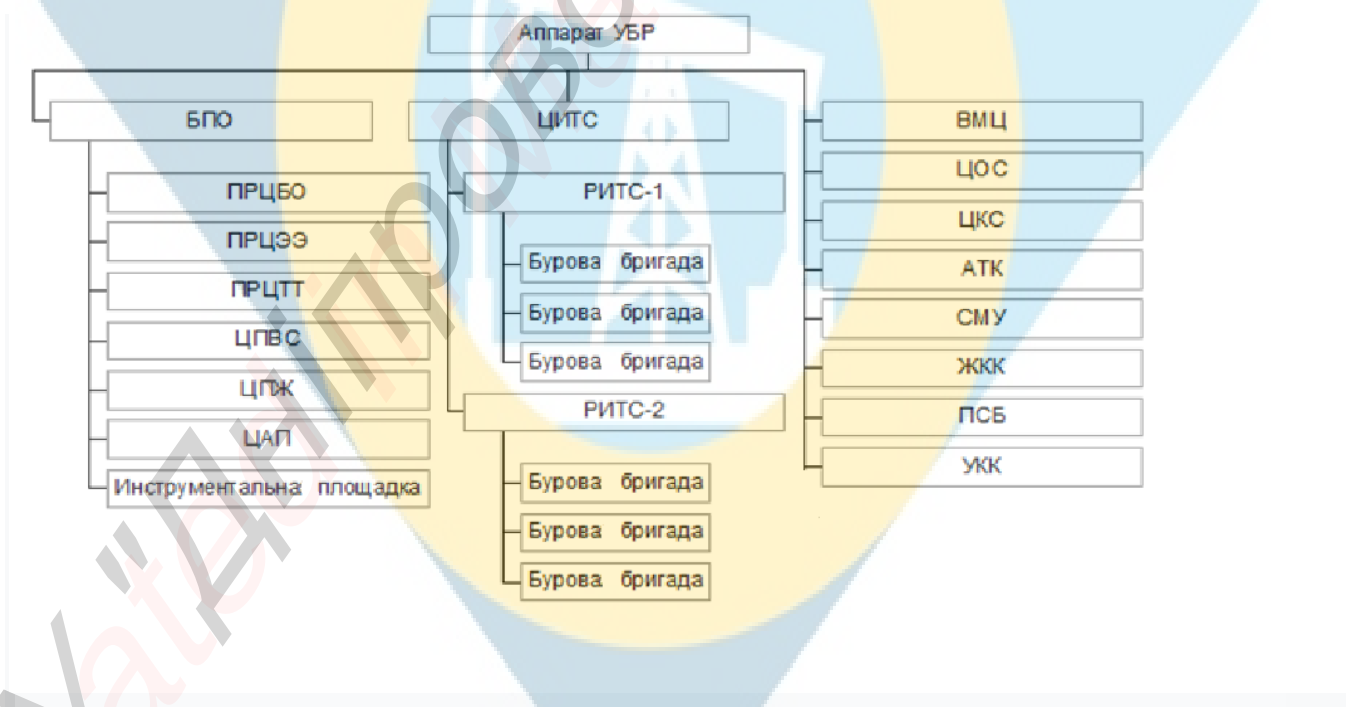 Аппарат УБР
БПО
ПРЦБО
ПРЦЭЭ
ПРЦТТ
ЦПВС
ЦПЖ
ЦАП
Инструментальна площадка
ЦИТС
РИТС-1
Бурова бригада
Бурова бригада
Бурова бригада
РИТС-2
Бурова бригада
Бурова бригада
Бурова бригада
ВМЦ
ЦОС
ЦКС
АТК
СМУ
ЖКК
ПСБ
УКК